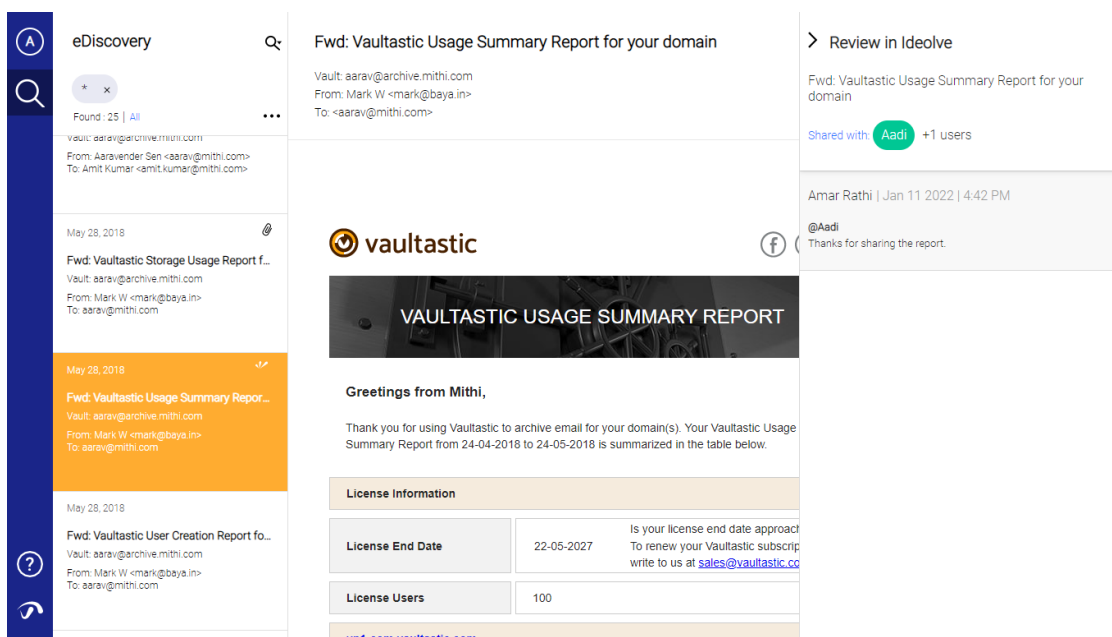 A
eDiscovery
* x
Found : 25 | All
Vault: aarav@archive.mithi.com
From: Aaravender Sen <aarav@mithi.com>
To: Amit Kumar <amit.kumar@mithi.com>
May 28, 2018
Fwd: Vaultastic Storage Usage Report f...
Vault: aarav@archive.mithi.com
From: Mark W <mark@baya.in>
To: aarav@mithi.com
May 28, 2018
Fwd: Vaultastic Usage Summary Repor...
Vault: aarav@archive.mithi.com
From: Mark W <mark@baya.in>
To: aarav@mithi.com
May 28, 2018
Fwd: Vaultastic User Creation Report fo...
Vault: aarav@archive.mithi.com
From: Mark W <mark@baya.in>
To: aarav@mithi.com
?
Fwd: Vaultastic Usage Summary Report for your domain
Vault: aarav@archive.mithi.com
From: Mark W <mark@baya.in>
To: <aarav@mithi.com>
vaultastic
f
VAULTASTIC USAGE SUMMARY REPORT
Greetings from Mithi,
Thank you for using Vaultastic to archive email for your domain(s). Your Vaultastic Usage
Summary Report from 24-04-2018 to 24-05-2018 is summarized in the table below.
License Information
License End Date
22-05-2027
Is your license end date approach
To renew your Vaultastic subscrip
write to us at sales@vaultastic.co
License Users
100
Review in Ideolve
Fwd: Vaultastic Usage Summary Report for your
domain
Shared with: Aadi +1 users
Amar Rathi | Jan 11 2022 | 4:42 PM
@Aadi
Thanks for sharing the report.